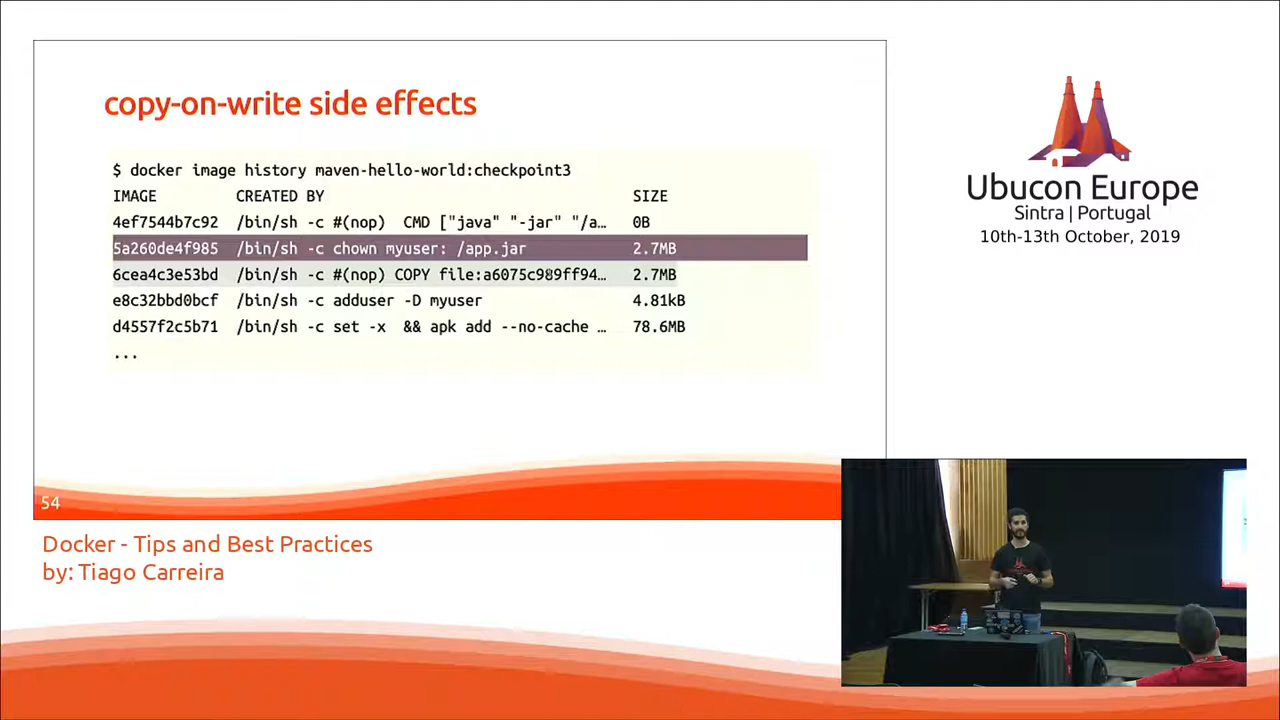 copy-on-write side effects
$ docker image history maven-hello-world:checkpoint3
IMAGE CREATED BY SIZE
4ef7544b7c92 /bin/sh -c #(nop) CMD ["java" "-jar" "/a… 0B
5a260de4f985 /bin/sh -c chown myuser: /app.jar 2.7MB
6cea4c3e53bd /bin/sh -c #(nop) COPY file:a6075c989ff94… 2.7MB
e8c32bbd0bcf /bin/sh -c adduser -D myuser 4.81kB
d4557f2c5b71 /bin/sh -c set -x && apk add --no-cache … 78.6MB
...
54
Docker - Tips and Best Practices
by: Tiago Carreira
Ubucon Europe
Sintra | Portugal
10th-13th October, 2019